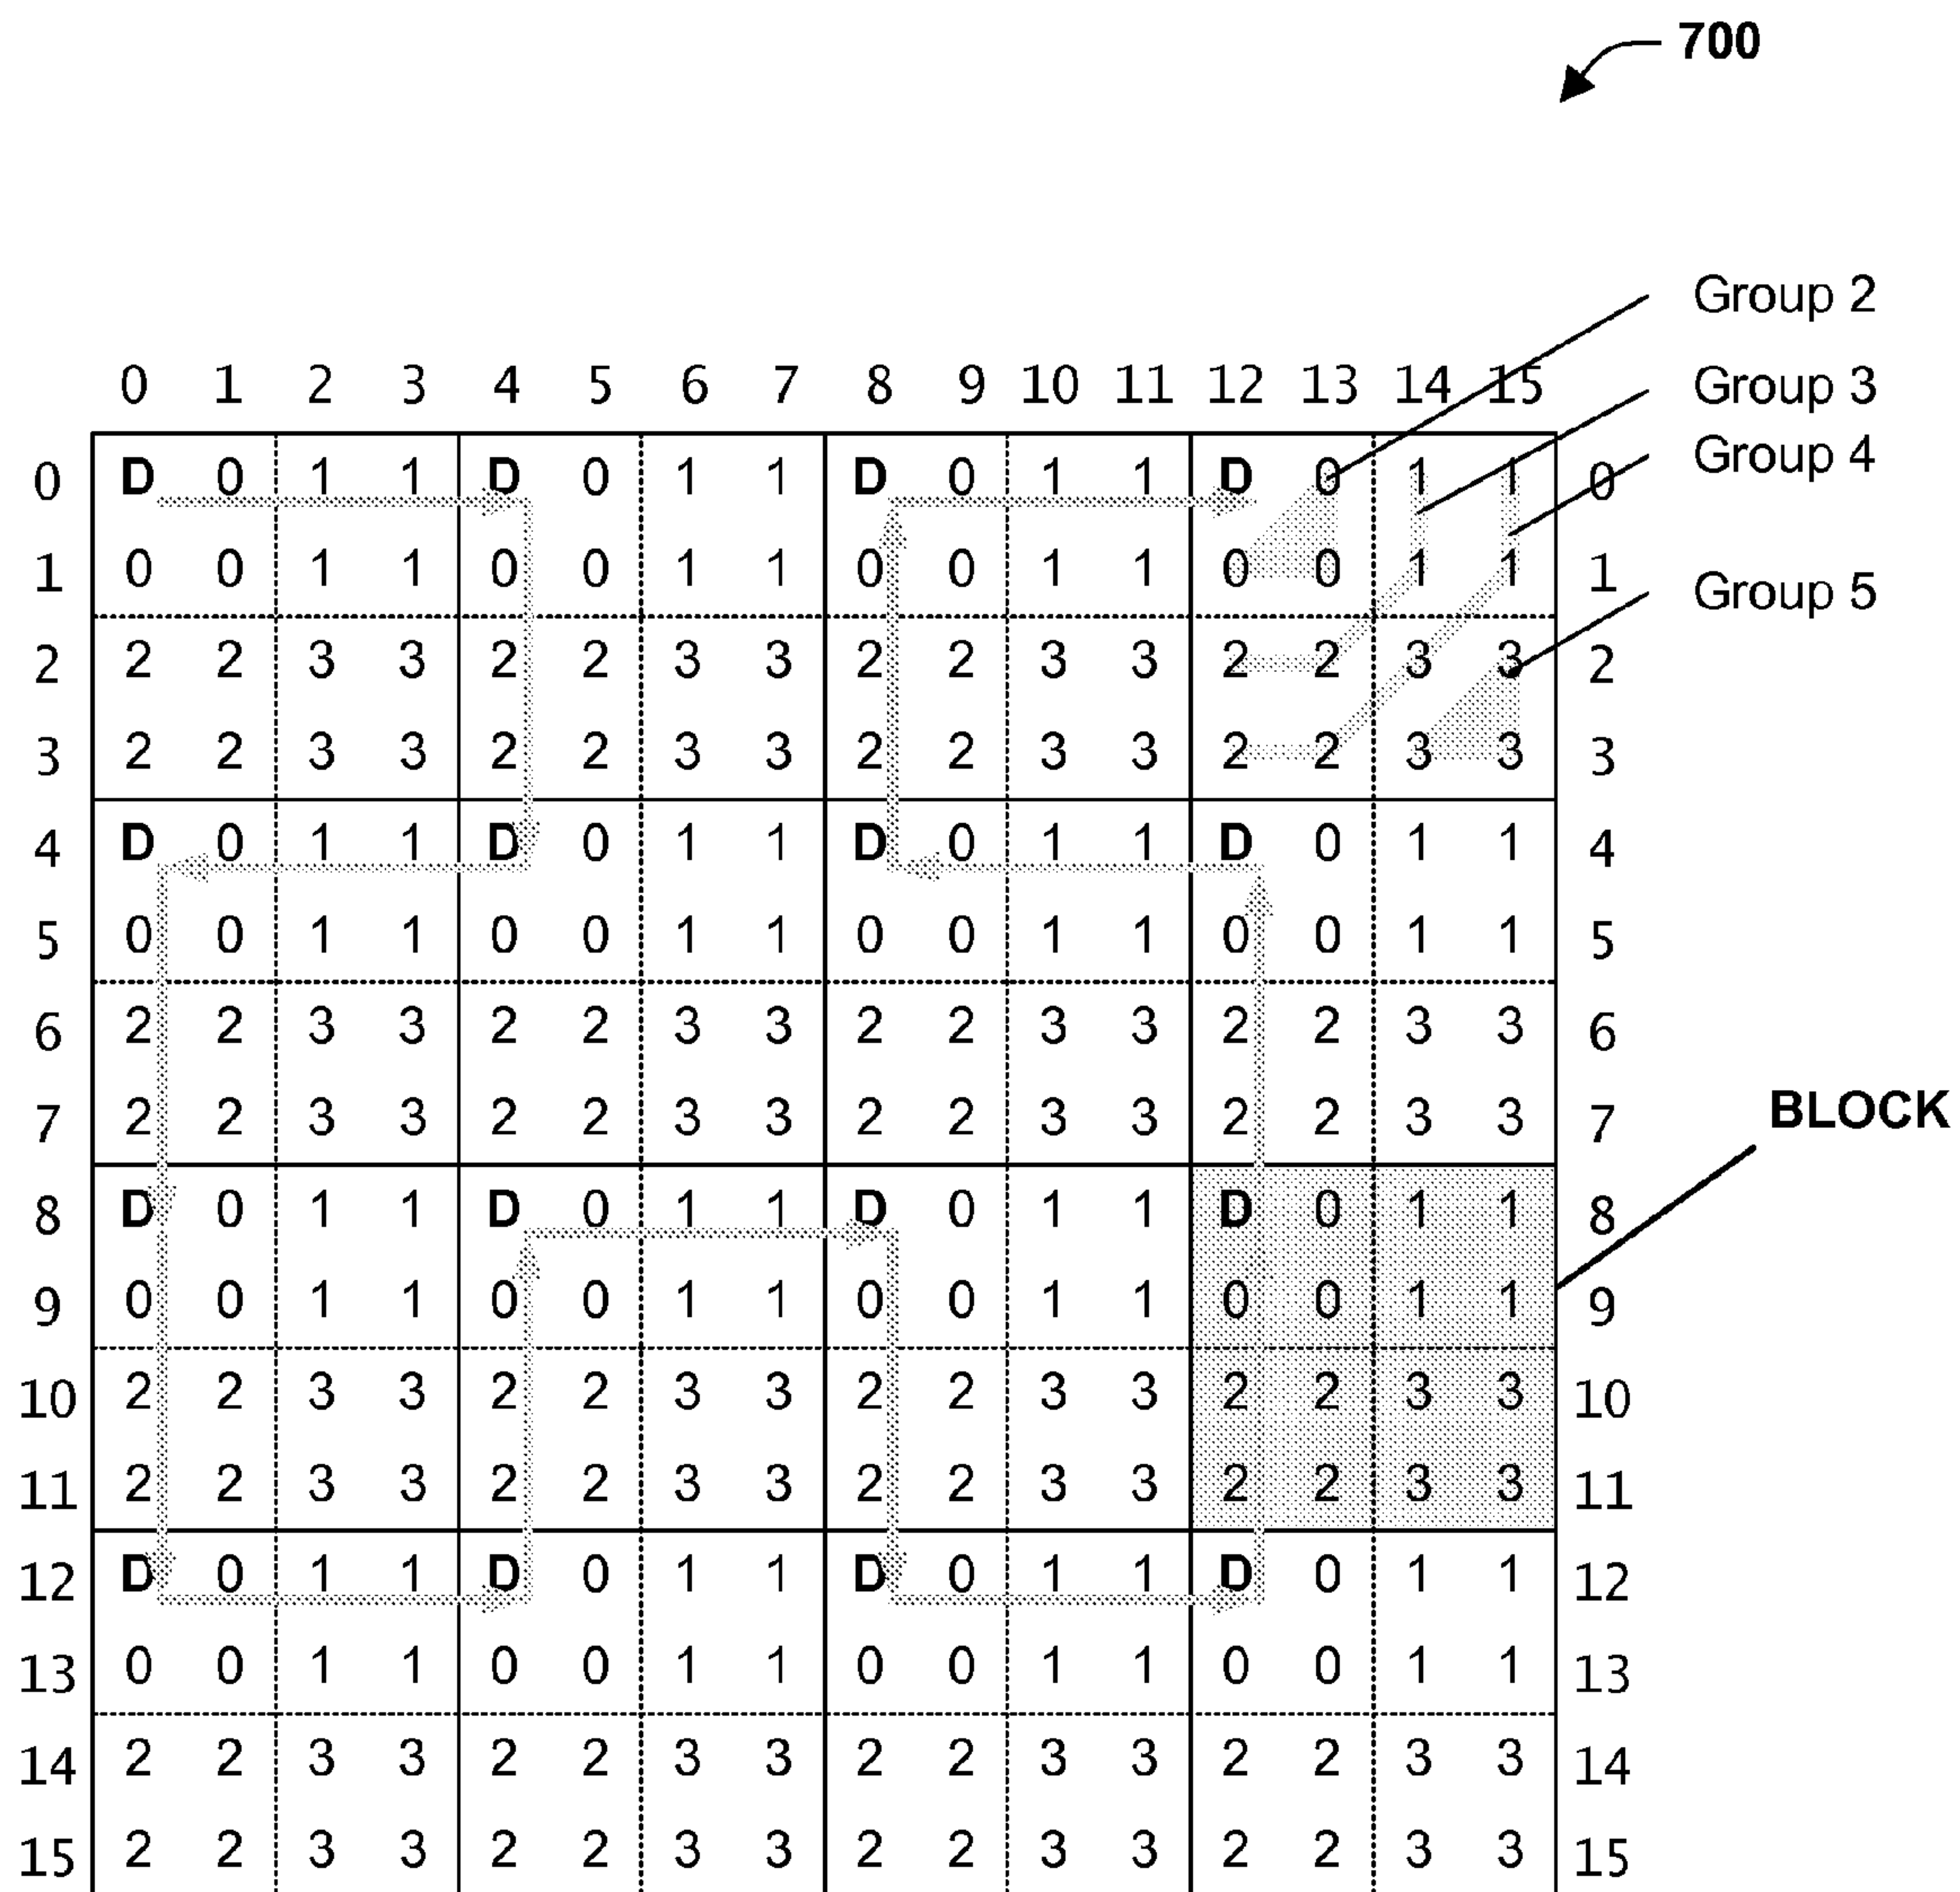 700
Group 2
0 1 2 3 4 5 6 7 8 9 10 11 12 13 14 15
Group 3
Group 4
0 D 0 1 1 D 0 1 1 D 0 1 1 D 0 1 1 0
1 0 0 1 1 0 0 1 1 0 0 1 1 0 0 1 1 1
Group 5
2 2 2 3 3 2 2 3 3 2 2 3 3 2 2 3 3 2
3 2 2 3 3 2 2 3 3 2 2 3 3 2 2 3 3 3
4 D 0 1 1 D 0 1 1 D 0 1 1 D 0 1 1 4
5 0 0 1 1 0 0 1 1 0 0 1 1 0 0 1 1 5
6 2 2 3 3 2 2 3 3 2 2 3 3 2 2 3 3 6
7 2 2 3 3 2 2 3 3 2 2 3 3 2 2 3 3 7
BLOCK
8 D 0 1 1 D 0 1 1 D 0 1 1 D 0 1 1 8
9 0 0 1 1 0 0 1 1 0 0 1 1 0 0 1 1 9
10 2 2 3 3 2 2 3 3 2 2 3 3 2 2 3 3 10
11 2 2 3 3 2 2 3 3 2 2 3 3 2 2 3 3 11
12 D 0 1 1 D 0 1 1 D 0 1 1 D 0 1 1 12
13 0 0 1 1 0 0 1 1 0 0 1 1 0 0 1 1 13
14 2 2 3 3 2 2 3 3 2 2 3 3 2 2 3 3 14
15 2 2 3 3 2 2 3 3 2 2 3 3 2 2 3 3 15